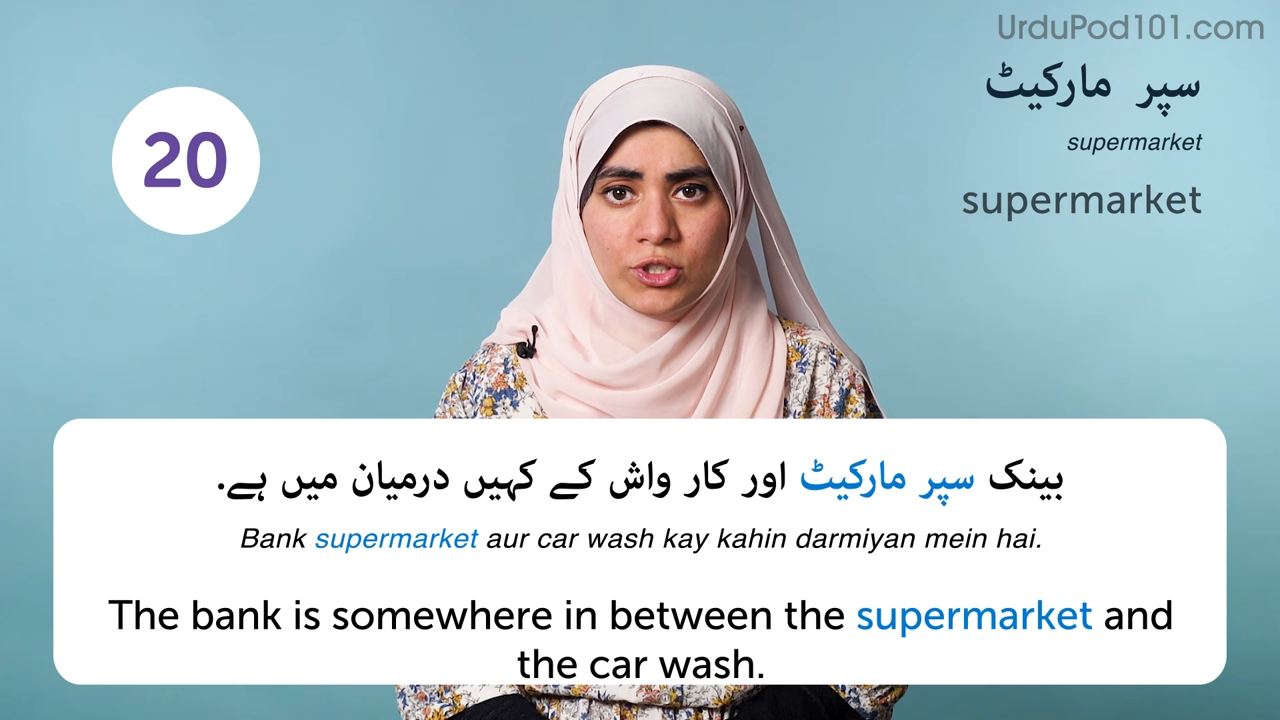 UrduPod101.com
20
سپر مارکیٹ
supermarket
supermarket
بینک سپر مارکیٹ اور کار واش کے کہیں درمیان میں ہے.
Bank supermarket aur car wash kay kahin darmiyan mein hai.
The bank is somewhere in between the supermarket and
the car wash.